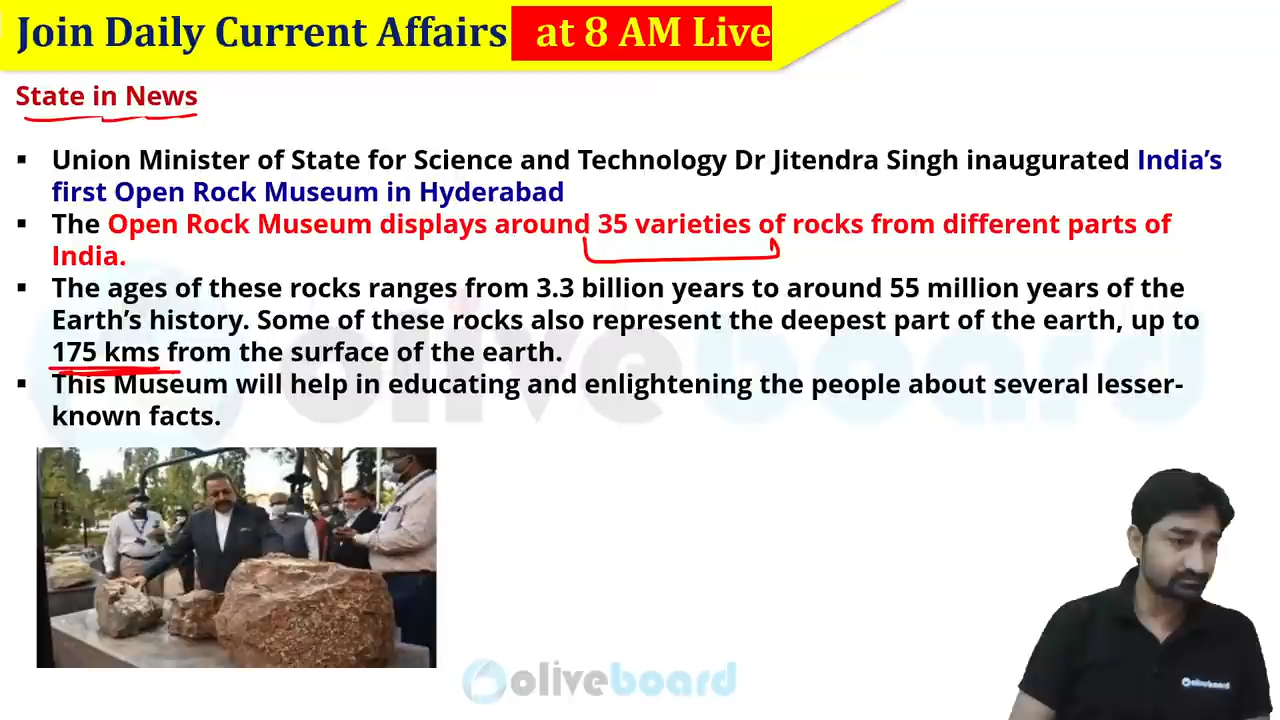 Join Daily Current Affairs at 8 AM Live
State in News
▪ Union Minister of State for Science and Technology Dr Jitendra Singh inaugurated India’s
first Open Rock Museum in Hyderabad
▪ The Open Rock Museum displays around 35 varieties of rocks from different parts of
India.
▪ The ages of these rocks ranges from 3.3 billion years to around 55 million years of the
Earth’s history. Some of these rocks also represent the deepest part of the earth, up to
175 kms from the surface of the earth.
▪ This Museum will help in educating and enlightening the people about several lesser-
known facts.
oliveboard
oliveboard
oliveboard